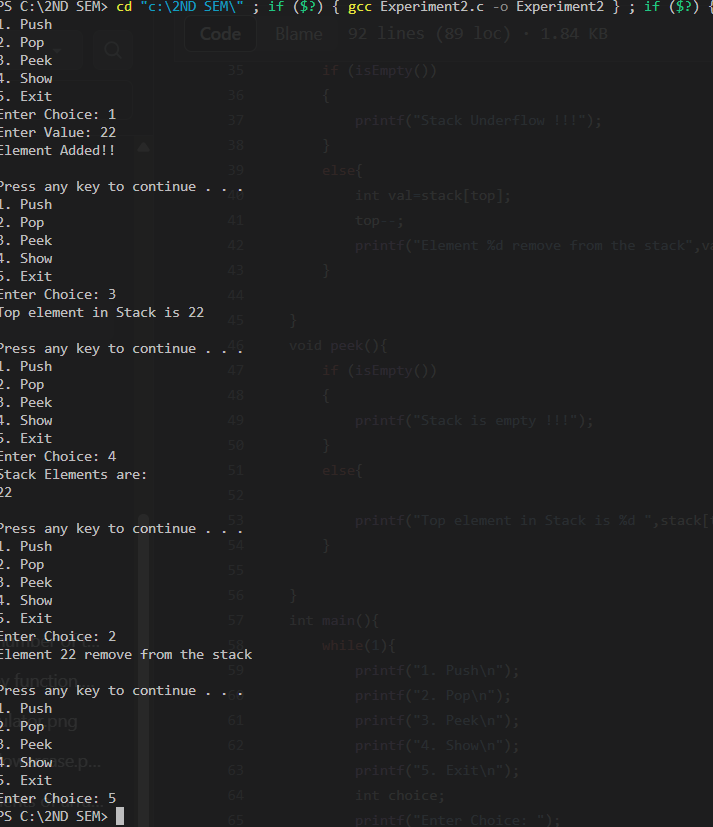 PS C:\2ND SEM> cd "c:\2ND SEM\" ; if ($?) { gcc Experiment2.c -o Experiment2 } ; if ($?) {
1. Push
2. Pop
3. Peek
4. Show
5. Exit
Enter Choice: 1
Enter Value: 22
Element Added!!
Press any key to continue . . .
1. Push
2. Pop
3. Peek
4. Show
5. Exit
Enter Choice: 3
Top element in Stack is 22
Press any key to continue . . .
1. Push
2. Pop
3. Peek
4. Show
5. Exit
Enter Choice: 4
Stack Elements are:
22
Press any key to continue . . .
1. Push
2. Pop
3. Peek
4. Show
5. Exit
Enter Choice: 2
Element 22 remove from the stack
Press any key to continue . . .
1. Push
2. Pop
3. Peek
4. Show
5. Exit
Enter Choice: 5
PS C:\2ND SEM>
Code Blame 92 lines (89 loc) · 1.84 KB
35 if (isEmpty())
36 {
37 printf("Stack Underflow !!!");
38 }
39 else{
40 int val=stack[top];
41 top--;
42 printf("Element %d remove from the stack",va
43 }
44
45 }
46 void peek(){
47 if (isEmpty())
48 {
49 printf("Stack is empty !!!");
50 }
51 else{
52
53 printf("Top element in Stack is %d ",stack[
54 }
55
56 }
57 int main(){
58 while(1){
59 printf("1. Push\n");
60 printf("2. Pop\n");
61 printf("3. Peek\n");
62 printf("4. Show\n");
63 printf("5. Exit\n");
64 int choice;
65 printf("Enter Choice: ");